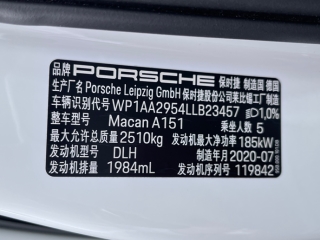 品牌 PORSCHE 保时捷 制造国 德国
生产厂名 Porsche Leipzig GmbH 保时捷股份公司莱比锡工厂制造
车辆识别代号 WP1AA2954LLB23457 1,0%
整车型号 Macan A151 乘坐人数 5
最大允许总质量 2510kg 发动机最大净功率 185kW
发动机型号 DLH 制造年月 2020-07
发动机排量 1984mL 发动机序列号 119842